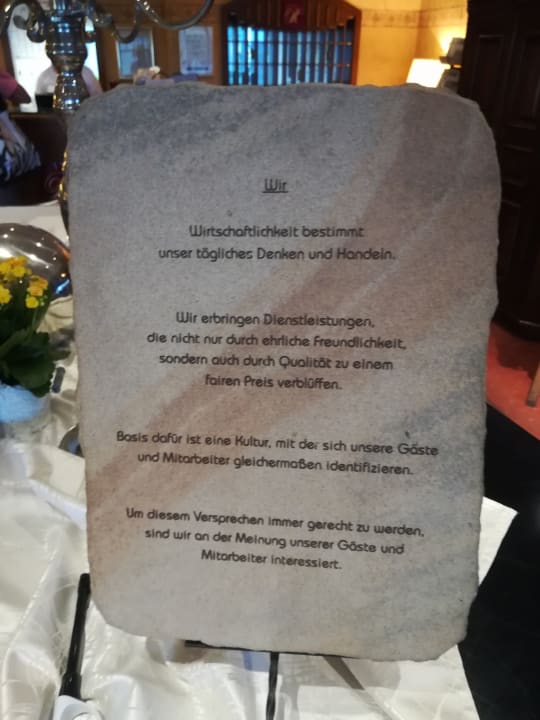 Wir
Wirtschaftlichkeit bestimmt
unser tägliches Denken und Handeln.
Wir erbringen Dienstleistungen,
die nicht nur durch ehrliche Freundlichkeit,
sondern auch durch Qualität zu einem
fairen Preis verblüffen.
Basis dafür ist eine Kultur, mit der sich unsere Gäste
und Mitarbeiter gleichermaßen identifizieren.
Um diesem Versprechen immer gerecht zu werden,
sind wir an der Meinung unserer Gäste und
Mitarbeiter interessiert.